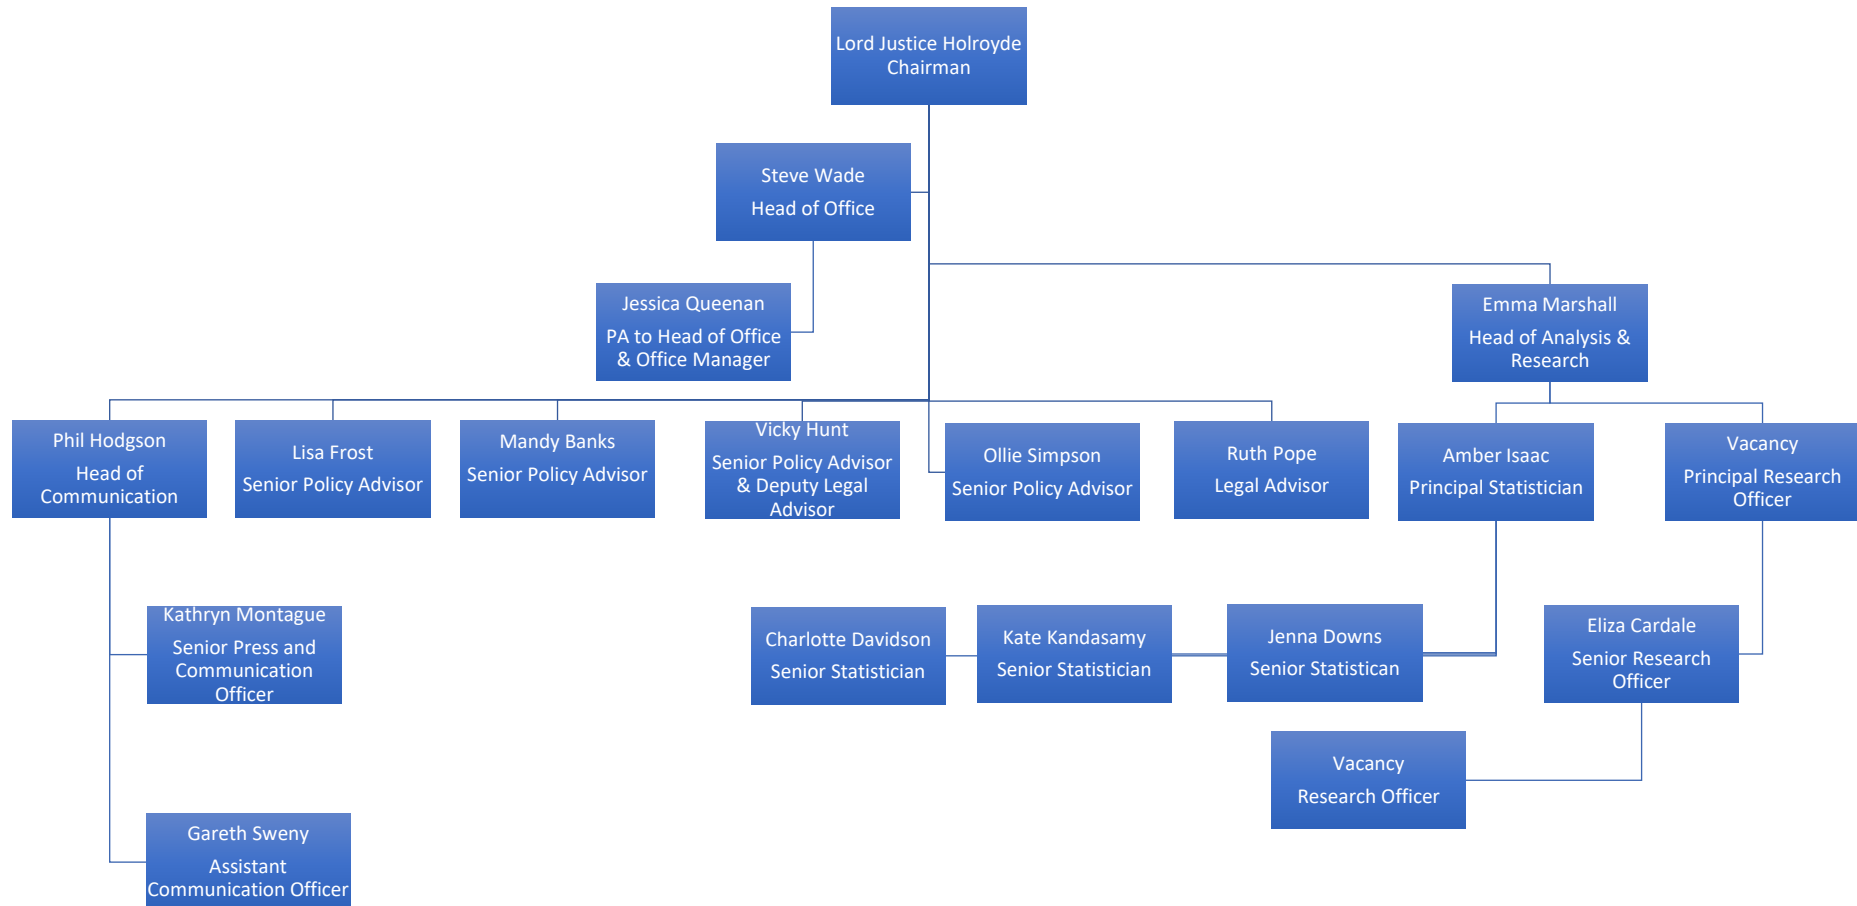 Lord Justice Holroyde
Chairman
Steve Wade
Head of Office
Jessica Queenan
PA to Head of Office
& Office Manager
Emma Marshall
Head of Analysis &
Research
Phil Hodgson
Head of
Communication
Lisa Frost
Senior Policy Advisor
Mandy Banks
Senior Policy Advisor
Vicky Hunt
Senior Policy Advisor
& Deputy Legal
Advisor
Ollie Simpson
Senior Policy Advisor
Ruth Pope
Legal Advisor
Amber Isaac
Principal Statistician
Vacancy
Principal Research
Officer
Kathryn Montague
Senior Press and
Communication
Officer
Charlotte Davidson
Senior Statistician
Kate Kandasamy
Senior Statistician
Jenna Downs
Senior Statistican
Eliza Cardale
Senior Research
Officer
Vacancy
Research Officer
Gareth Sweny
Assistant
Communication Officer